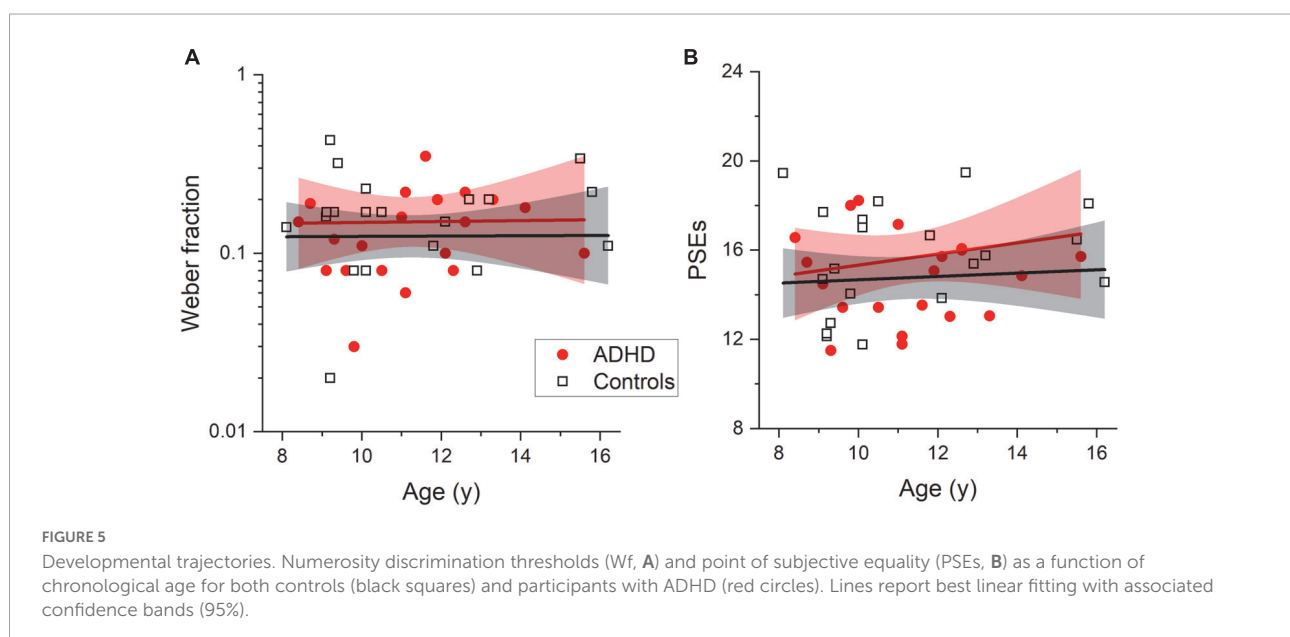 A
B
1
0.1
0.01
Weber fraction
8 10 12 14 16
Age (y)
ADHD
Controls
24
20
16
12
8
PSEs
8 10 12 14 16
Age (y)
FIGURE 5
Developmental trajectories. Numerosity discrimination thresholds (Wf, A) and point of subjective equality (PSEs, B) as a function of
chronological age for both controls (black squares) and participants with ADHD (red circles). Lines report best linear fitting with associated
confidence bands (95%).